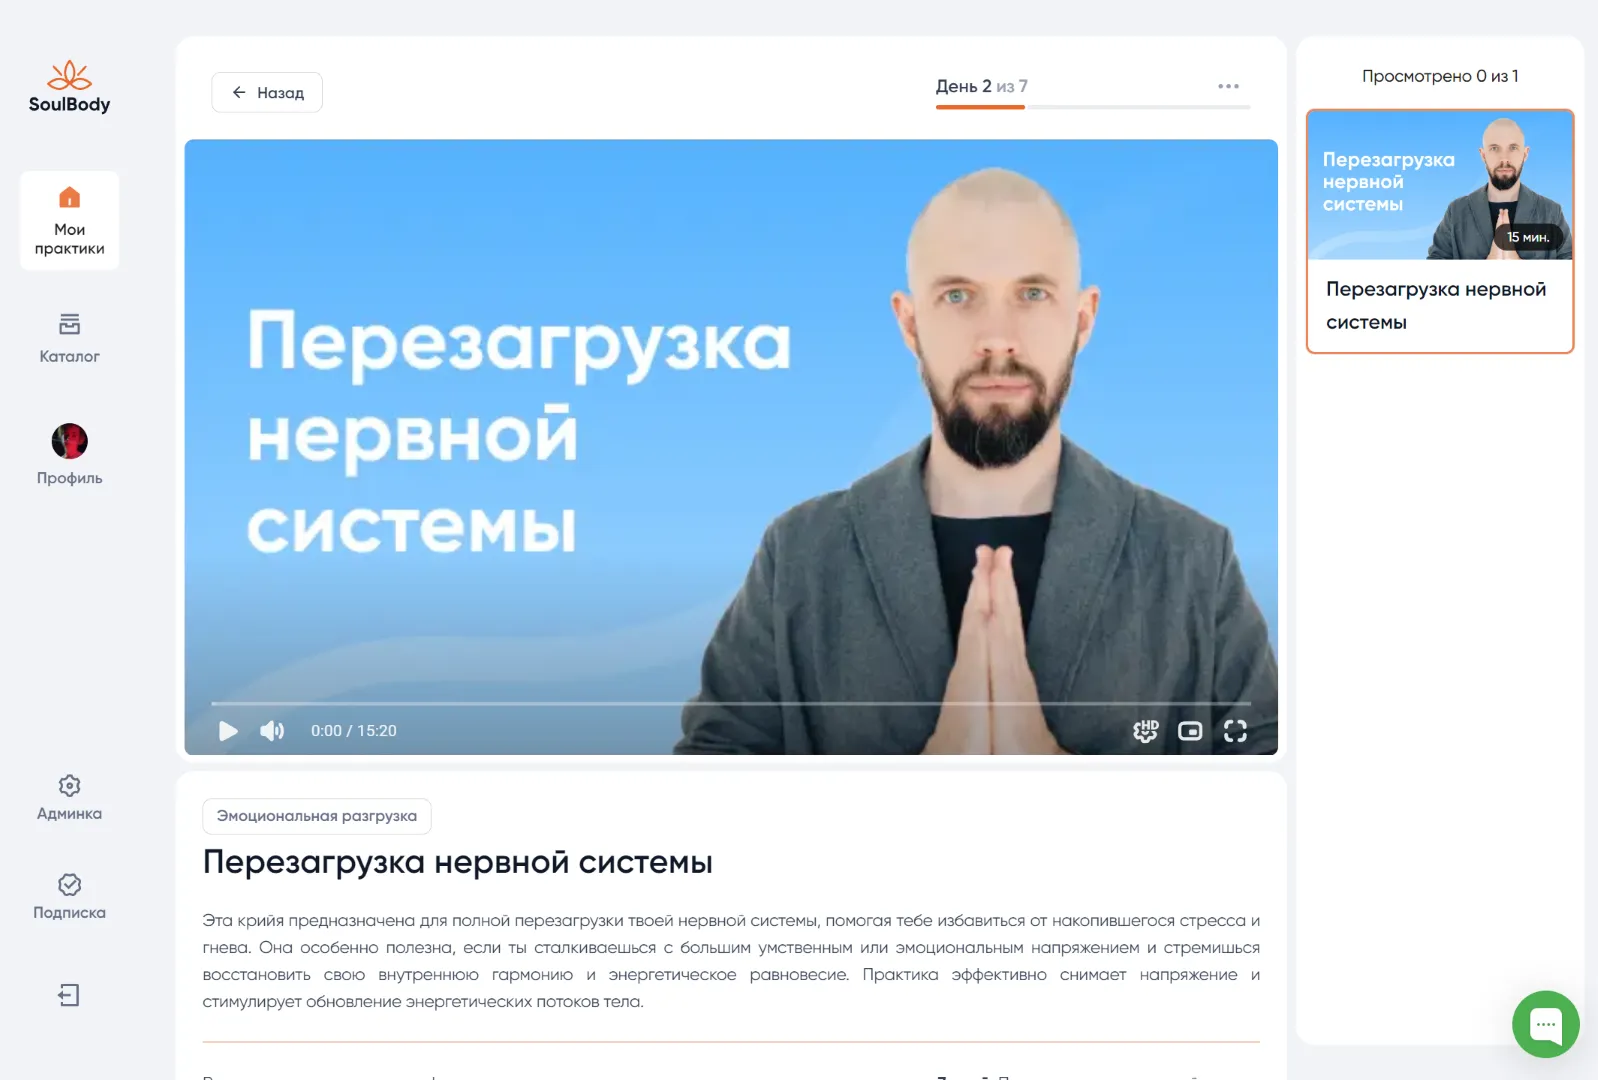 SoulBody
Мои
практики
Каталог
Профиль
Админка
Подписка
Назад
День 2 из 7
Перезагрузка
нервной
системы
0:00 / 15:20
HD
Эмоциональная разгрузка
Перезагрузка нервной системы
Эта крийя предназначена для полной перезагрузки твоей нервной системы, помогая тебе избавиться от накопившегося стресса и
гнева. Она особенно полезна, если ты сталкиваешься с большим умственным или эмоциональным напряжением и стремишься
восстановить свою внутреннюю гармонию и энергетическое равновесие. Практика эффективно снимает напряжение и
стимулирует обновление энергетических потоков тела.
Просмотрено 0 из 1
Перезагрузка
нервной
системы
15 мин.
Перезагрузка нервной
системы